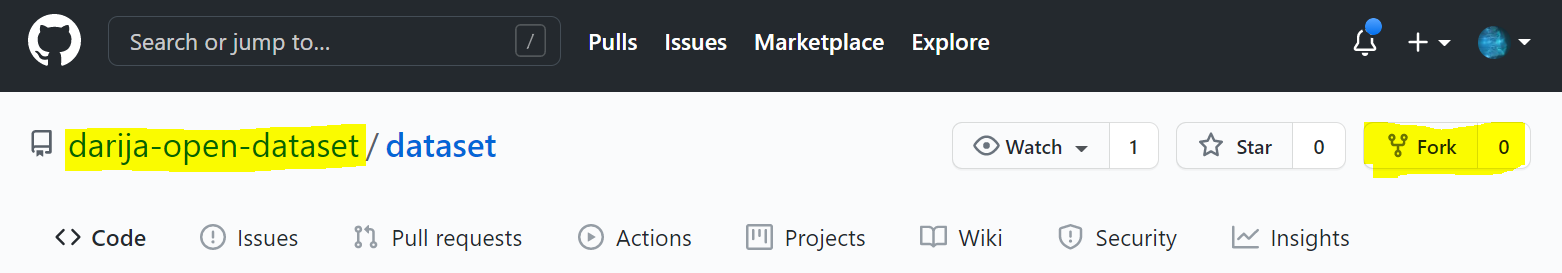 Search or jump to... / Pulls Issues Marketplace Explore
darija-open-dataset / dataset Watch 1 Star 0 Fork 0
Code Issues Pull requests Actions Projects Wiki Security Insights